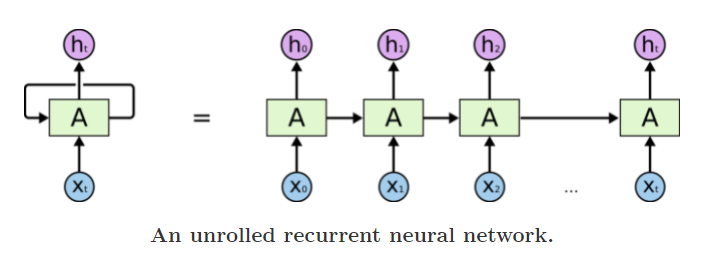 hₜ h₀ h₁ h₂ hₜ
A = A A A A
Xₜ X₀ X₁ X₂ ... Xₜ
An unrolled recurrent neural network.